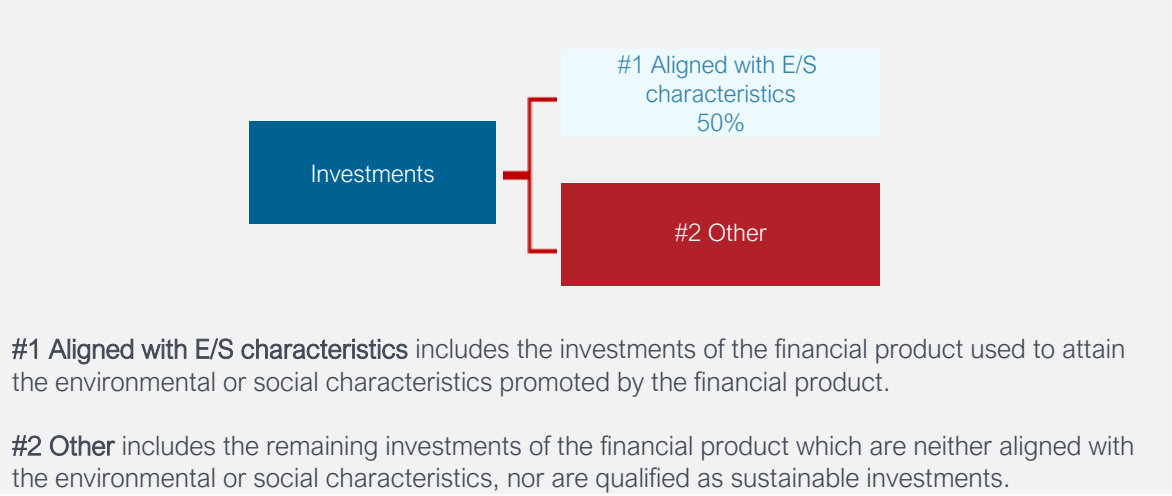 #1 Aligned with E/S
characteristics
50%
Investments
#2 Other
#1 Aligned with E/S characteristics includes the investments of the financial product used to attain
the environmental or social characteristics promoted by the financial product.
#2 Other includes the remaining investments of the financial product which are neither aligned with
the environmental or social characteristics, nor are qualified as sustainable investments.